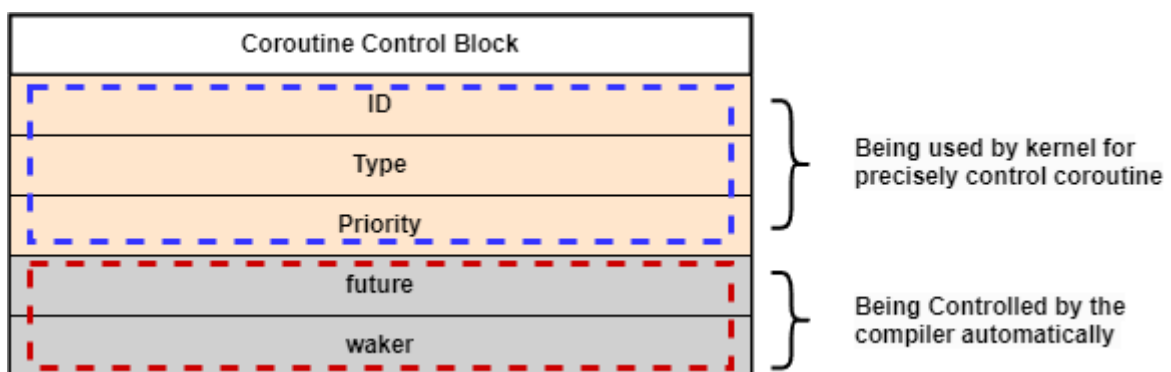 Coroutine Control Block
ID
Type
Priority
Being used by kernel for
precisely control coroutine
future
waker
Being Controlled by the
compiler automatically